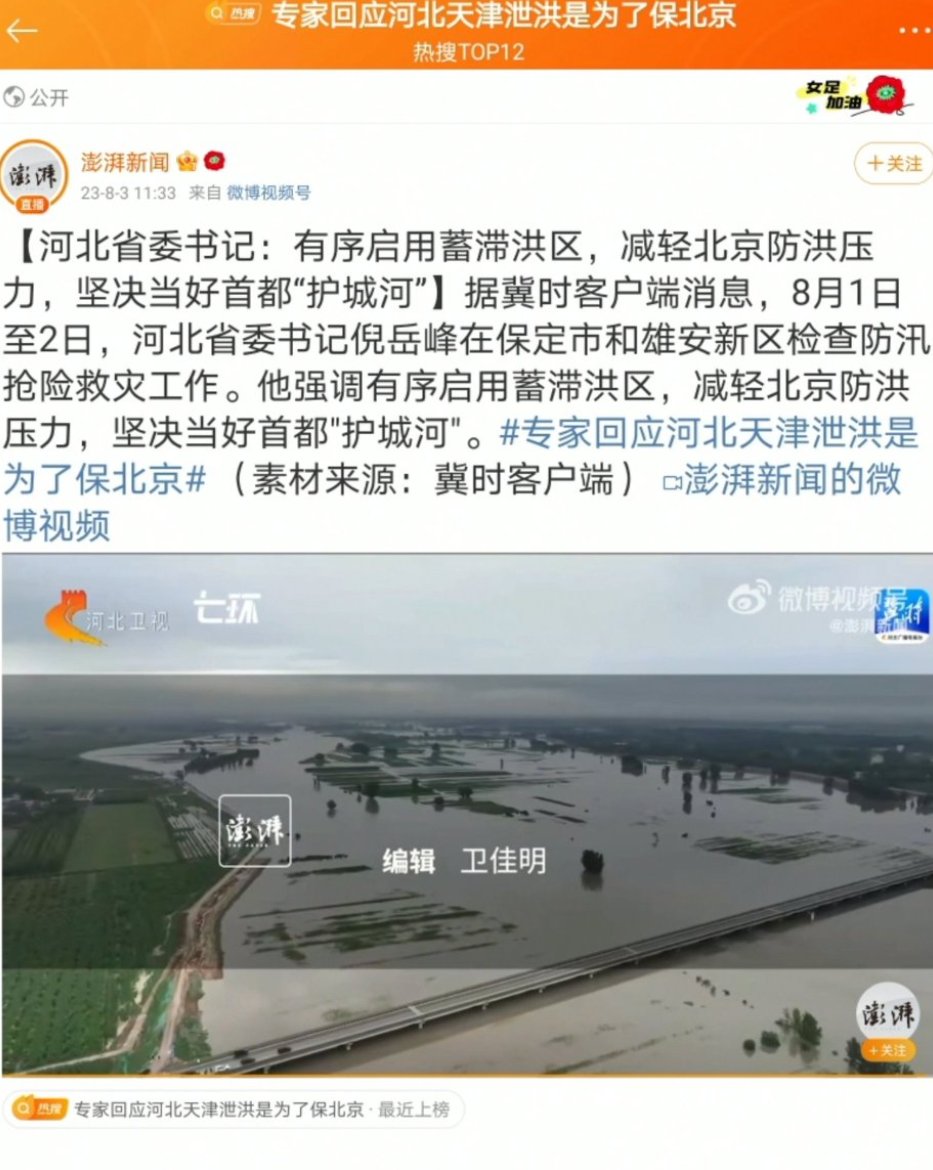 热搜 专家回应河北天津泄洪是为了保北京
热搜TOP12
公开
女足
加油
澎湃
直播
澎湃新闻
+关注
23-8-3 11:33 来自 微博视频号
【河北省委书记：有序启用蓄滞洪区，减轻北京防洪压
力，坚决当好首都“护城河”】据冀时客户端消息，8月1日
至2日，河北省委书记倪岳峰在保定市和雄安新区检查防汛
抢险救灾工作。他强调有序启用蓄滞洪区，减轻北京防洪
压力，坚决当好首都"护城河"。#专家回应河北天津泄洪是
为了保北京#（素材来源：冀时客户端） 澎湃新闻的微
博视频
河北卫视
七环
微博视频号
@澎湃新闻
澎湃
编辑 卫佳明
澎湃
+关注
热搜 专家回应河北天津泄洪是为了保北京·最近上榜